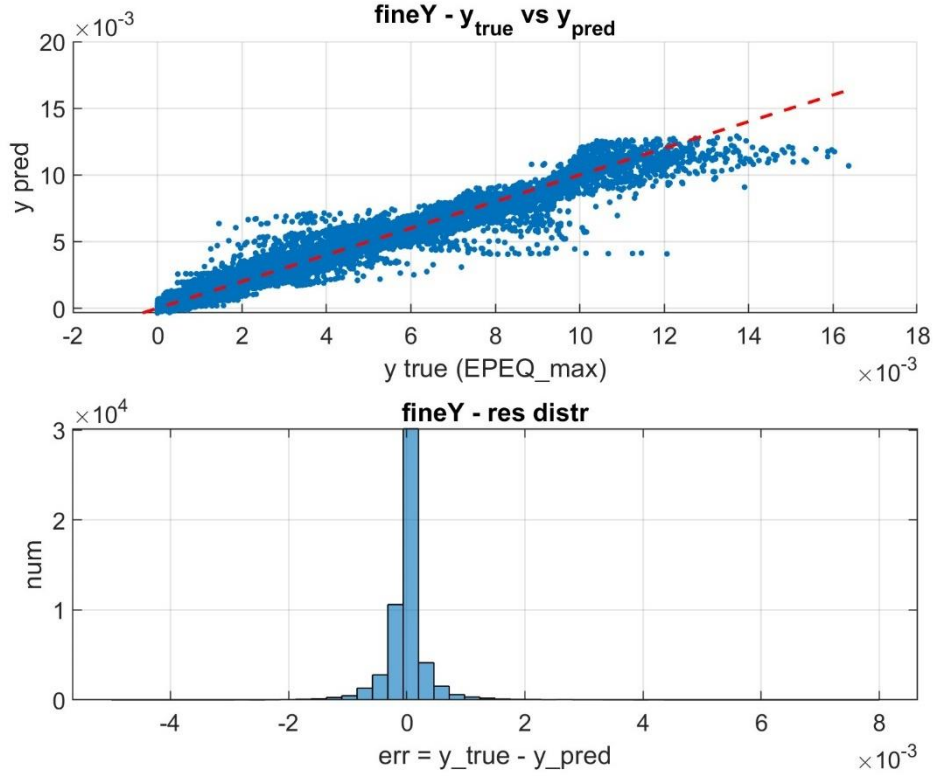 fineY - y_true vs y_pred
×10^-3
20
15
10
5
0
y pred
-2 0 2 4 6 8 10 12 14 16 18
y true (EPEQ_max)
×10^-3
fineY - res distr
×10^4
3
2
1
0
num
-4 -2 0 2 4 6 8
err = y_true - y_pred
×10^-3